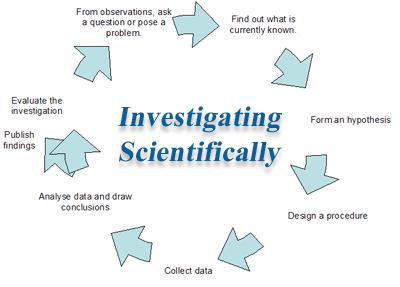 From observations, ask
a question or pose a
problem.
Find out what is
currently known.
Form an hypothesis
Design a procedure
Collect data
Analyse data and draw
conclusions
Publish
findings
Evaluate the
investigation
Investigating
Scientifically